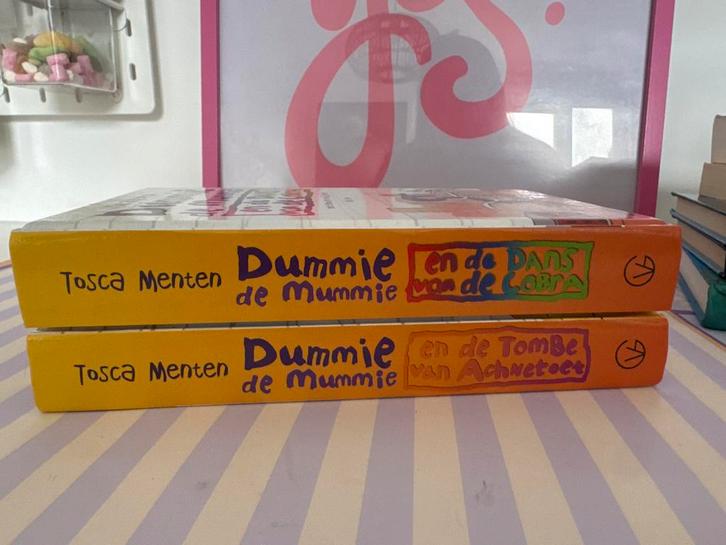 Tosca Menten
Dummie
de Mummie
en de Dans
van de Cobra
Tosca Menten
Dummie
de Mummie
en de Tombe
van Achnetoet